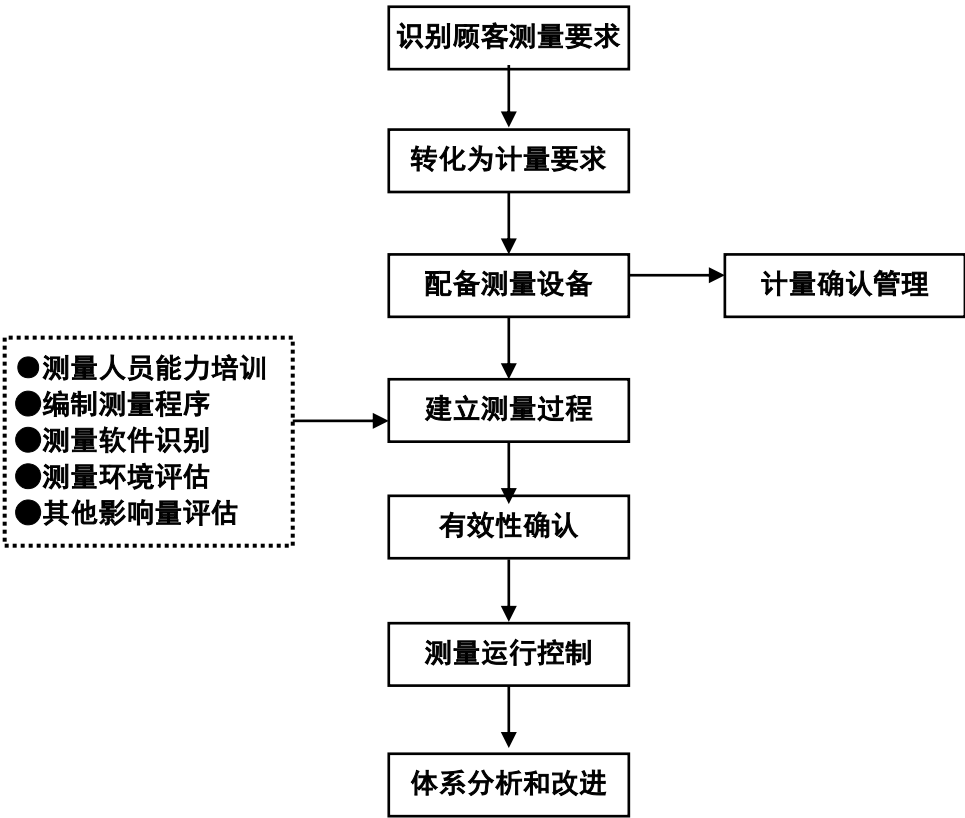 识别顾客测量要求
转化为计量要求
配备测量设备
计量确认管理
●测量人员能力培训
●编制测量程序
●测量软件识别
●测量环境评估
●其他影响量评估
建立测量过程
有效性确认
测量运行控制
体系分析和改进